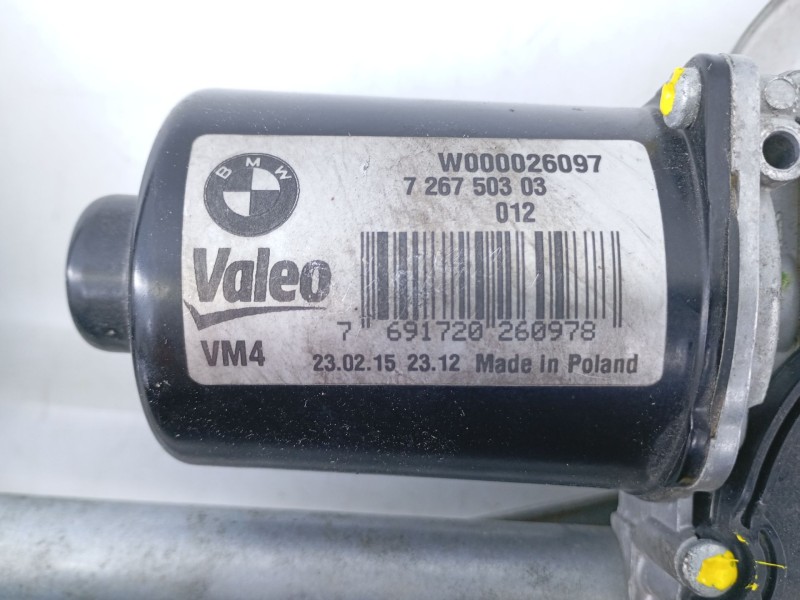 BMW
W000026097
7 267 503 03
012
Valeo
7 691720 260978
VM4
23.02.15 23.12 Made in Poland